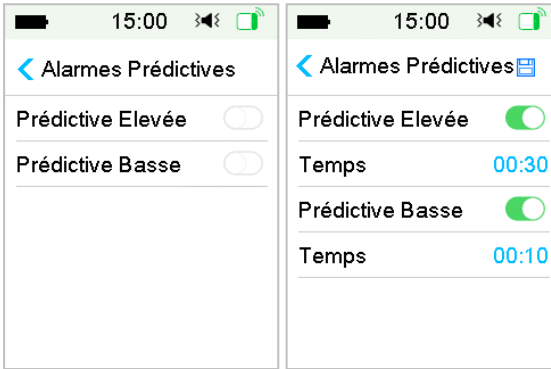 15:00
Alarmes Prédictives
Prédictive Elevée
Prédictive Basse
15:00
Alarmes Prédictives
Prédictive Elevée
Temps 00:30
Prédictive Basse
Temps 00:10